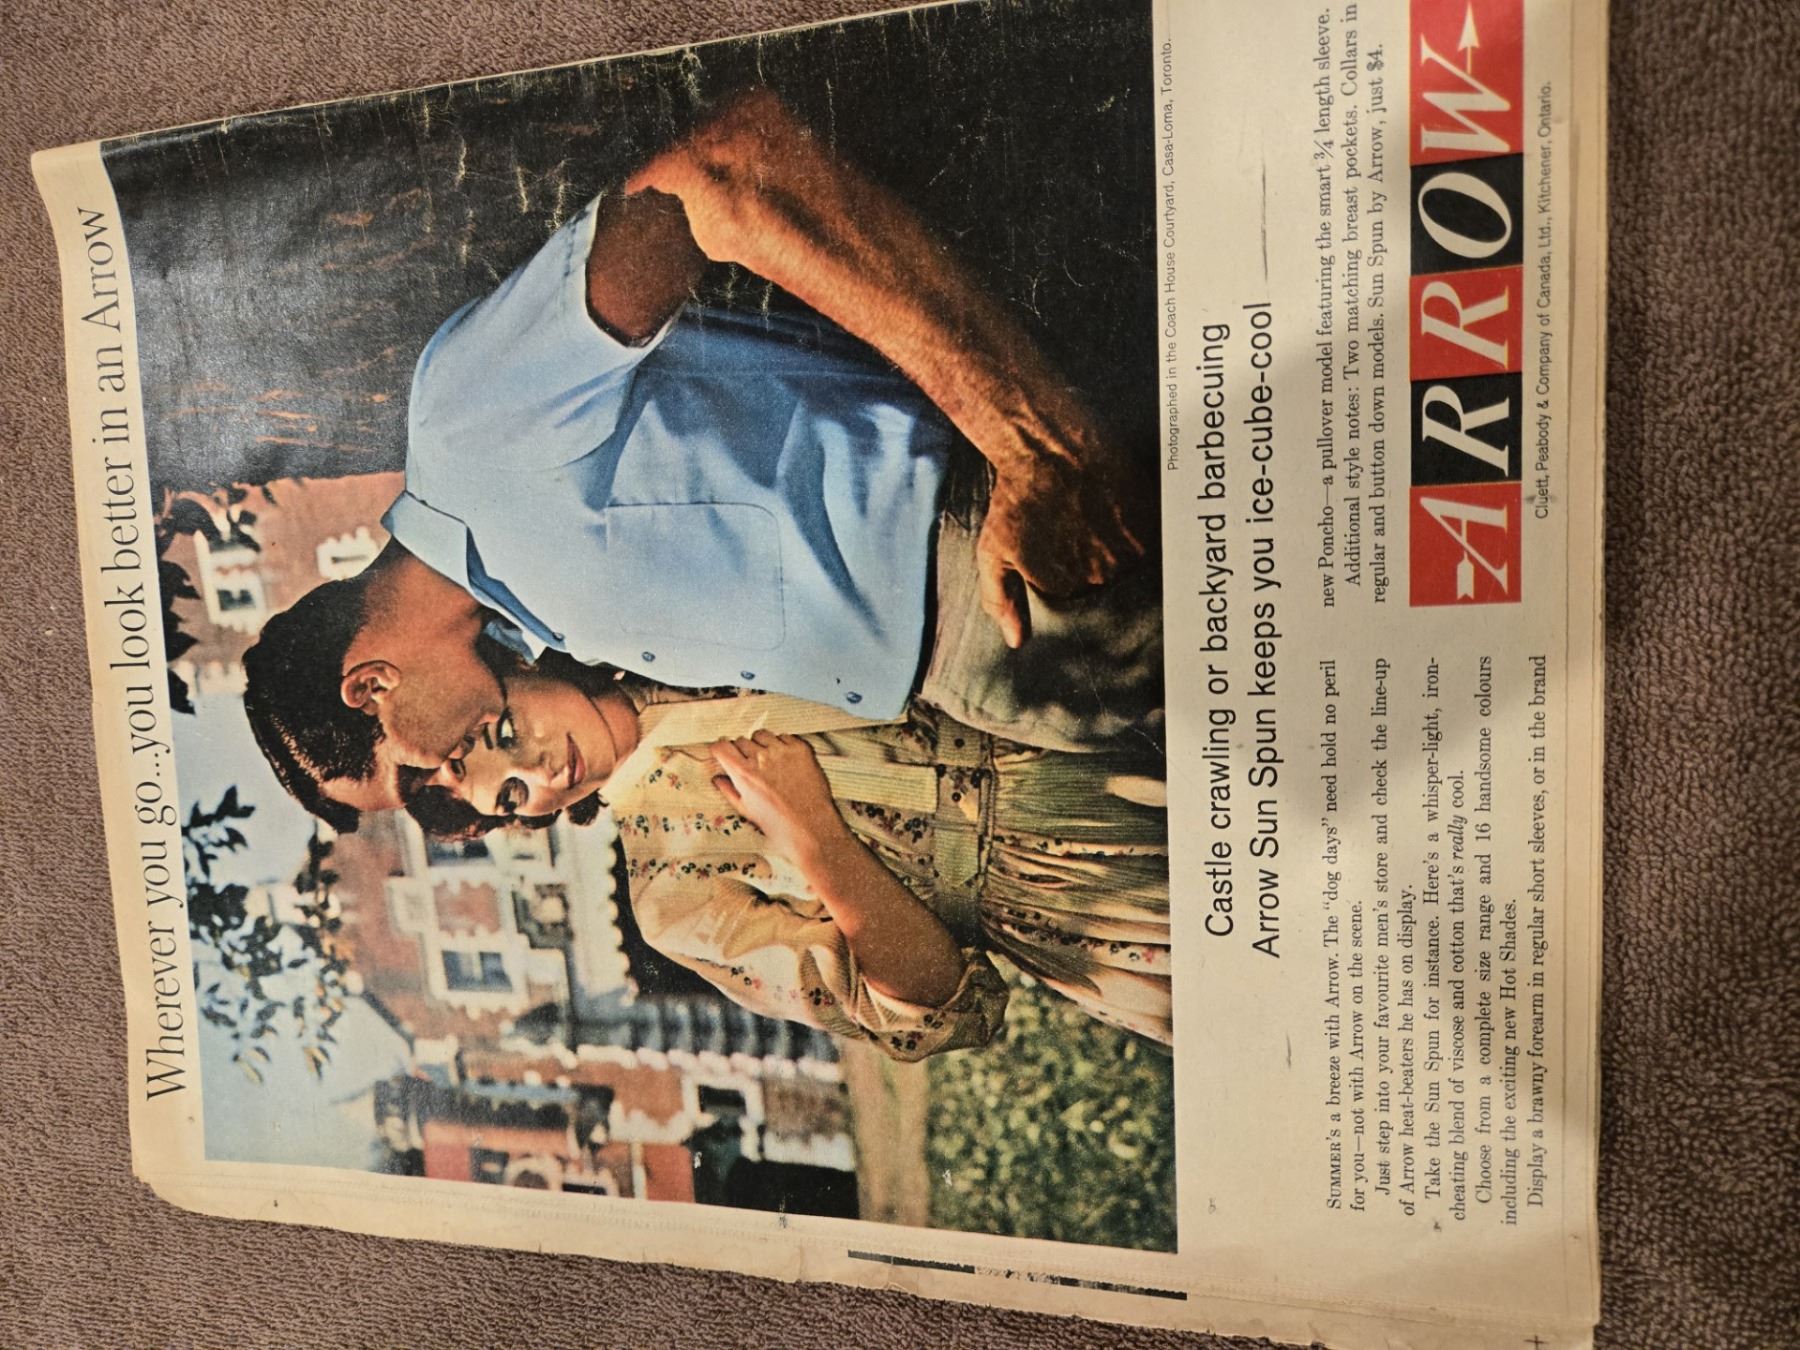 Wherever you go...you look better in an Arrow
Photographed in the Coach House Courtyard, Casa-Loma, Toronto.
Castle crawling or backyard barbecuing
Arrow Sun Spun keeps you ice-cube-cool
SUMMER's a breeze with Arrow. The “dog days” need hold no peril
for you—not with Arrow on the scene.
Just step into your favourite men's store and check the line-up
of Arrow heat-beaters he has on display.
Take the Sun Spun for instance. Here's a whisper-light, iron-
cheating blend of viscose and cotton that's really cool.
Choose from a complete size range and 16 handsome colours
including the exciting new Hot Shades.
Display a brawny forearm in regular short sleeves, or in the brand
new Poncho—a pullover model featuring the smart ¾ length sleeve.
Additional style notes: Two matching breast pockets. Collars in
regular and button down models. Sun Spun by Arrow, just $4.
ARROW
Cluett, Peabody & Company of Canada, Ltd., Kitchener, Ontario.